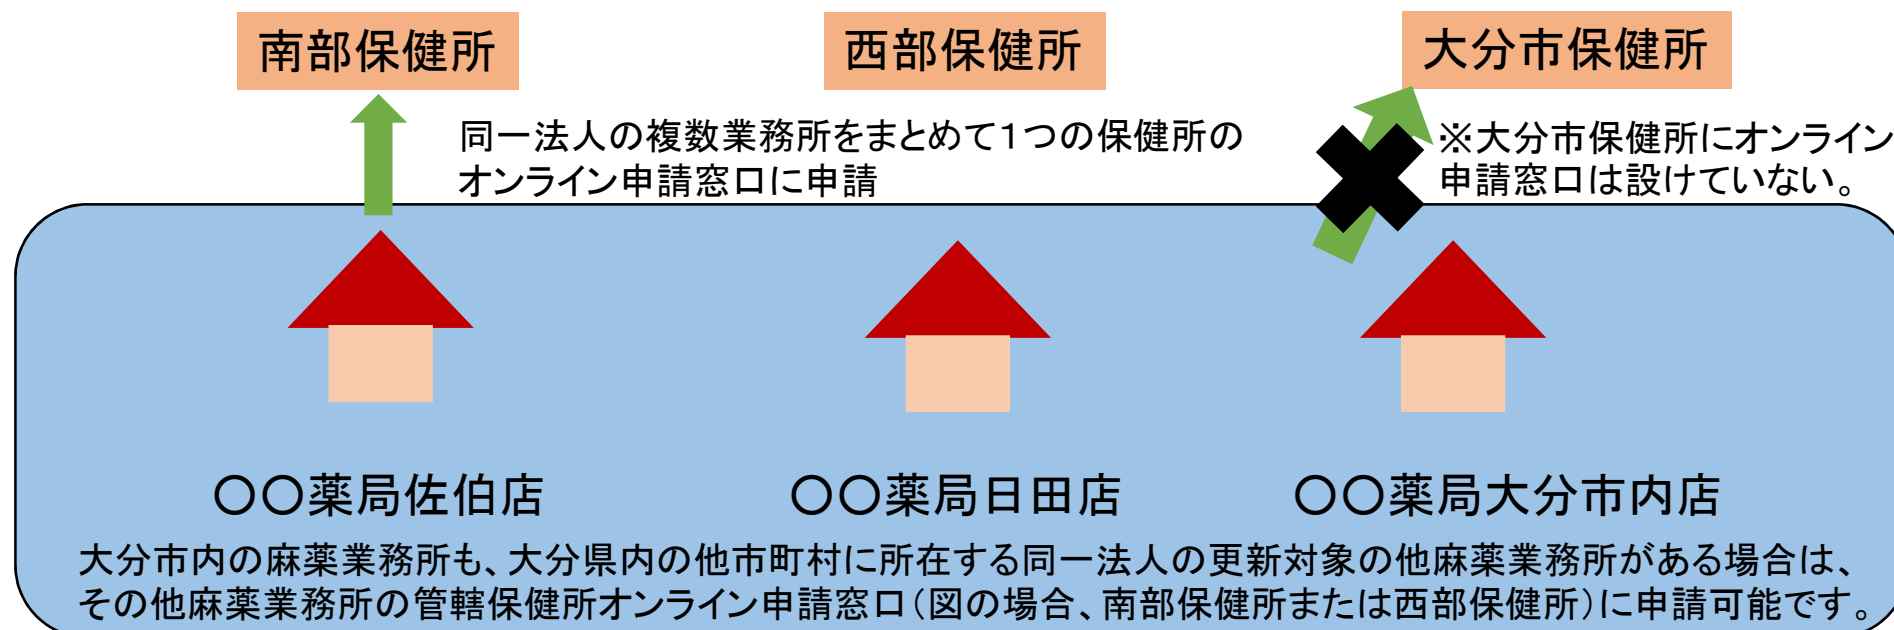 南部保健所
西部保健所
大分市保健所
同一法人の複数業務所をまとめて１つの保健所の
オンライン申請窓口に申請
※大分市保健所にオンライン
申請窓口は設けていない。
〇〇薬局佐伯店
〇〇薬局日田店
〇〇薬局大分市内店
大分市内の麻薬業務所も、大分県内の他市町村に所在する同一法人の更新対象の他麻薬業務所がある場合は、
その他麻薬業務所の管轄保健所オンライン申請窓口（図の場合、南部保健所または西部保健所）に申請可能です。